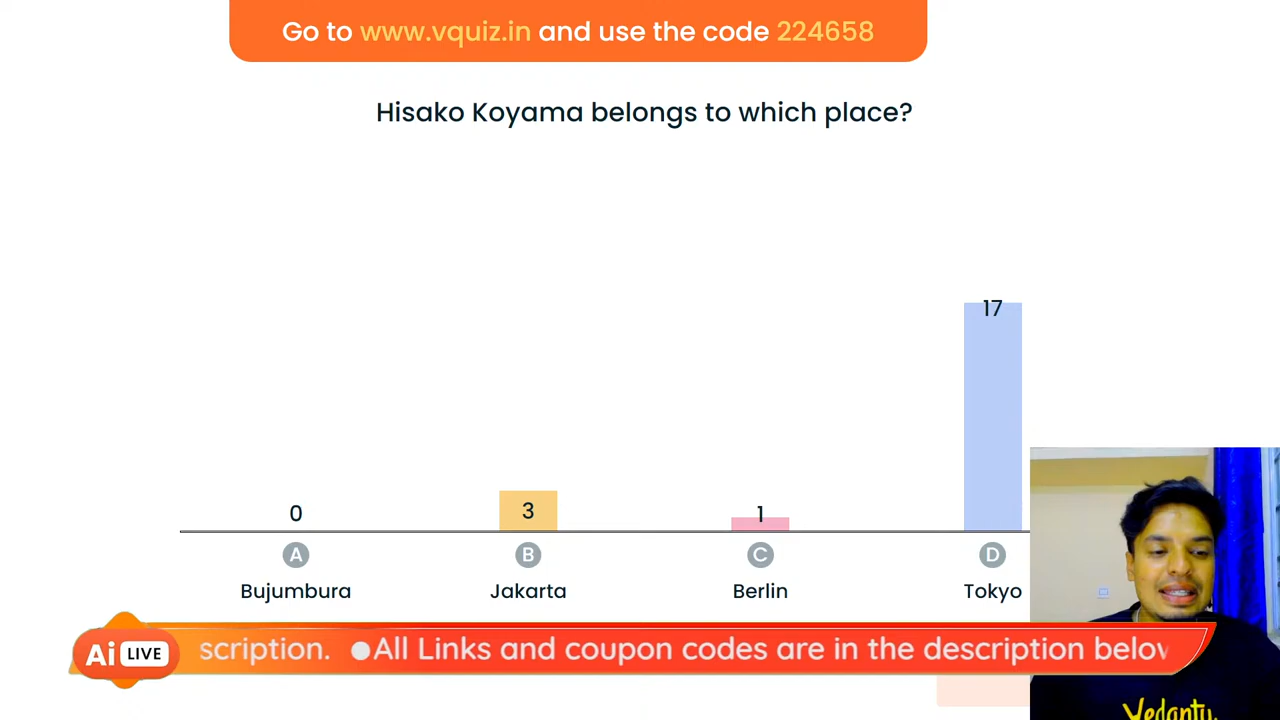 Go to www.vquiz.in and use the code 224658
Hisako Koyama belongs to which place?
17
0
3
1
A
B
C
D
Bujumbura
Jakarta
Berlin
Tokyo
Ai LIVE
scription. ●All Links and coupon codes are in the description below
Vedantu